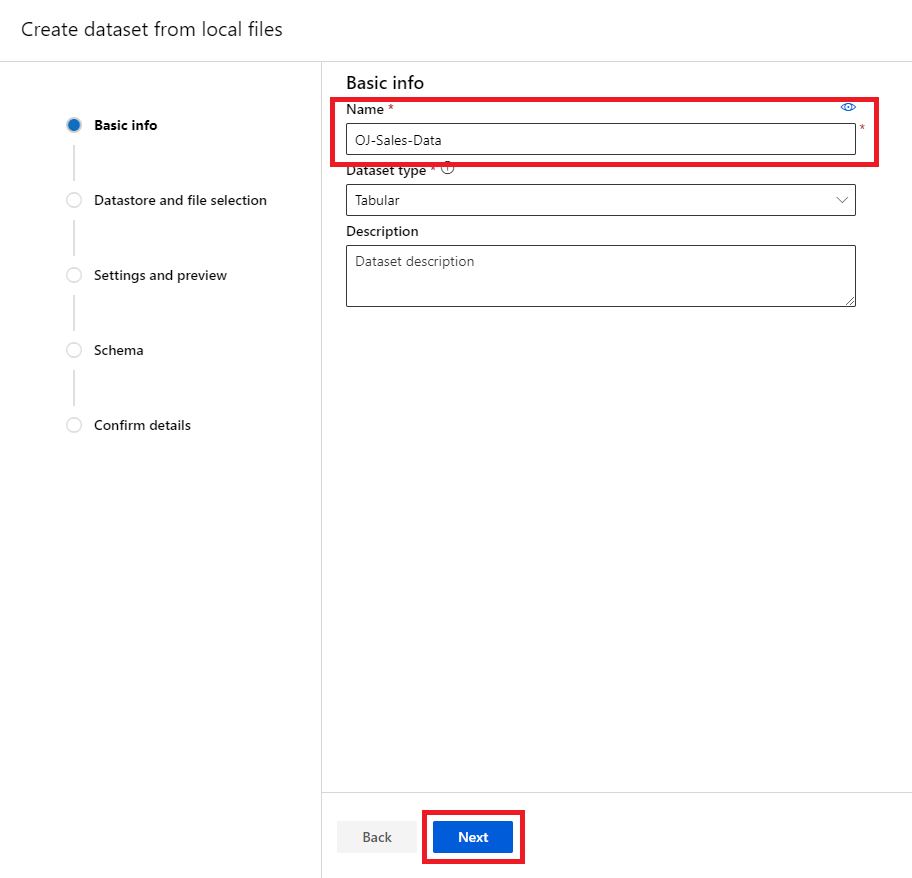 Create dataset from local files
Basic info
Datastore and file selection
Settings and preview
Schema
Confirm details
Basic info
Name *
OJ-Sales-Data
*
Dataset type *
Tabular
Description
Dataset description
Back
Next